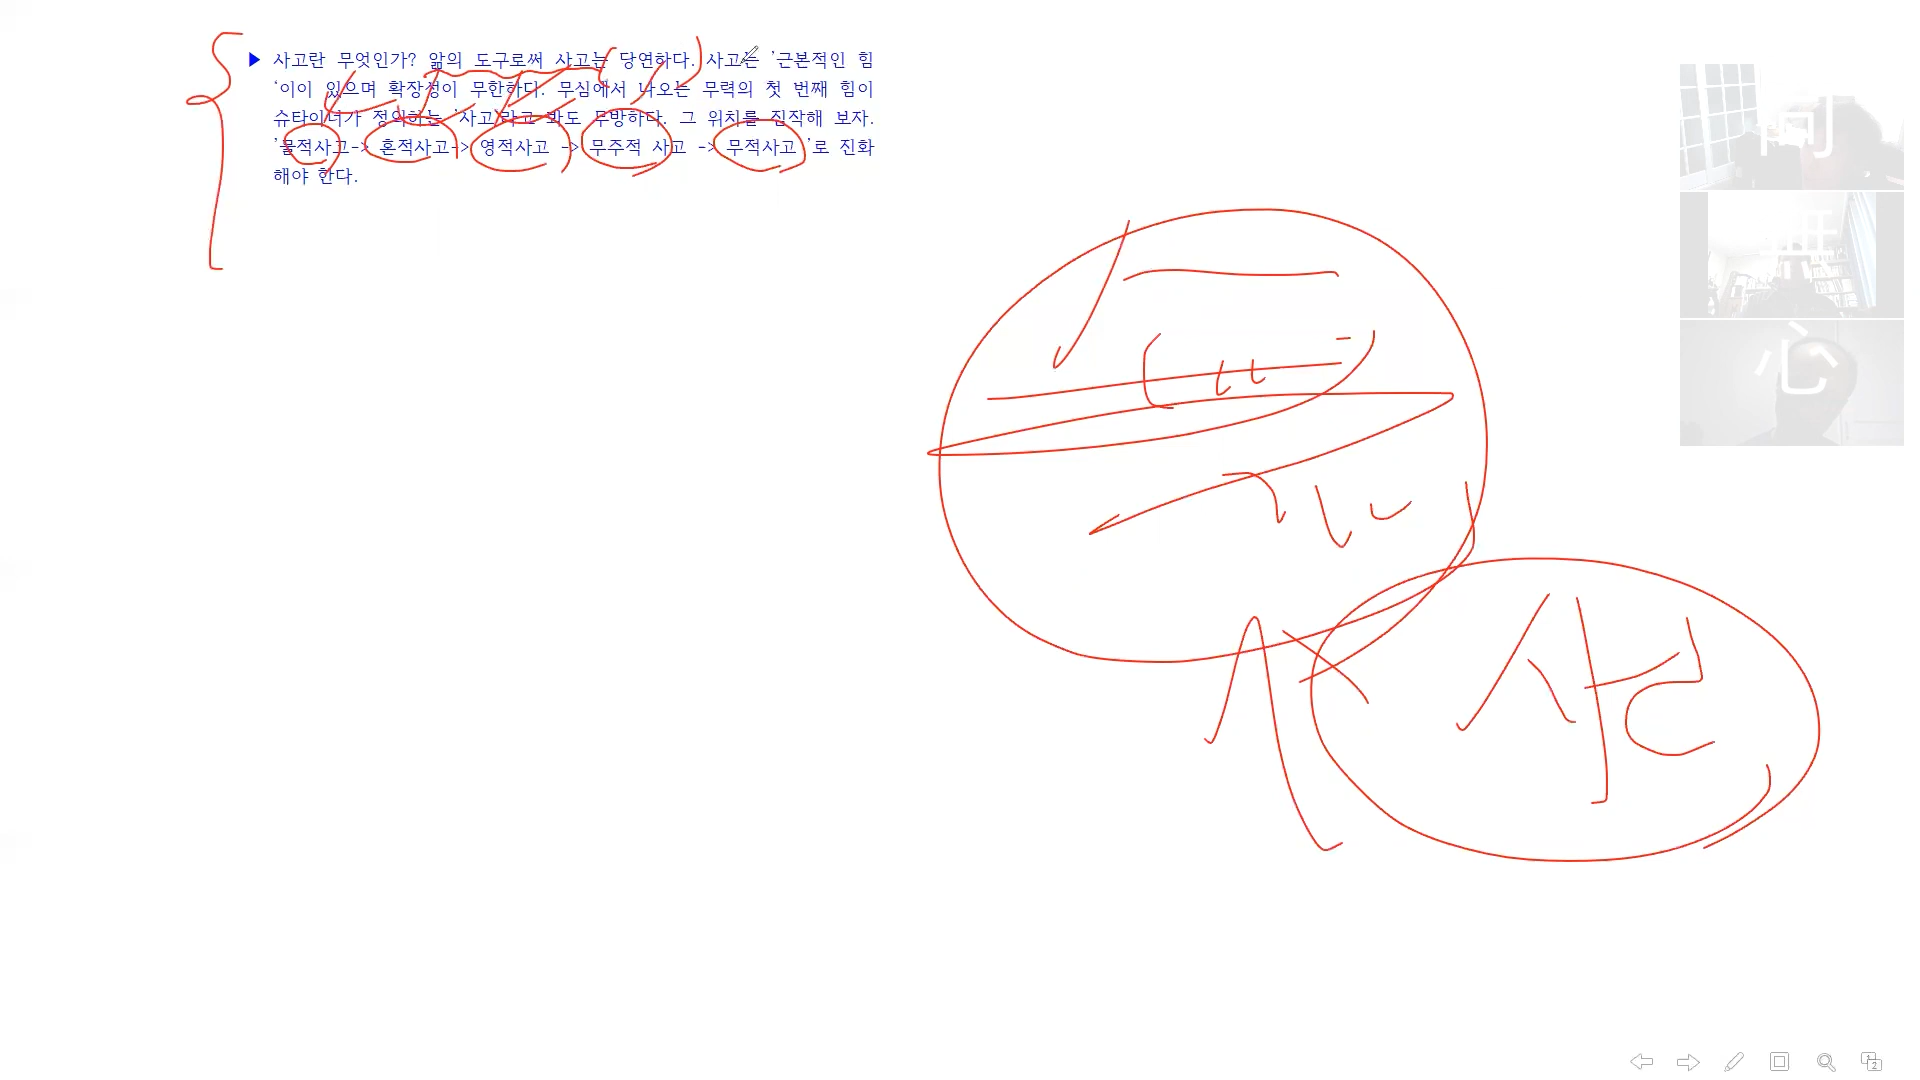 ▶ 사고란 무엇인가? 앎의 도구로써 사고는 당연하다. 사고는 '근본적인 힘
'이이 있으며 확장성이 무한하다. 무심에서 나오는 무력의 첫 번째 힘이
슈타이너가 정의하는 '사고'라고 봐도 무방하다. 그 위치를 짐작해 보자.
'물적사고-> 혼적사고-> 영적사고 -> 무주적 사고 -> 무적사고 '로 진화
해야 한다.
心